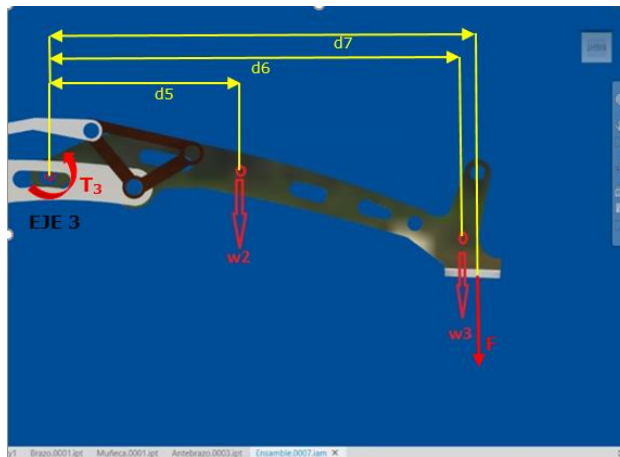 d7
d6
d5
T3
EJE 3
w2
w3
F
Brazo.0001.ipt
Muñeca.0001.ipt
Antebrazo.0003.ipt
Ensamble.0007.iam